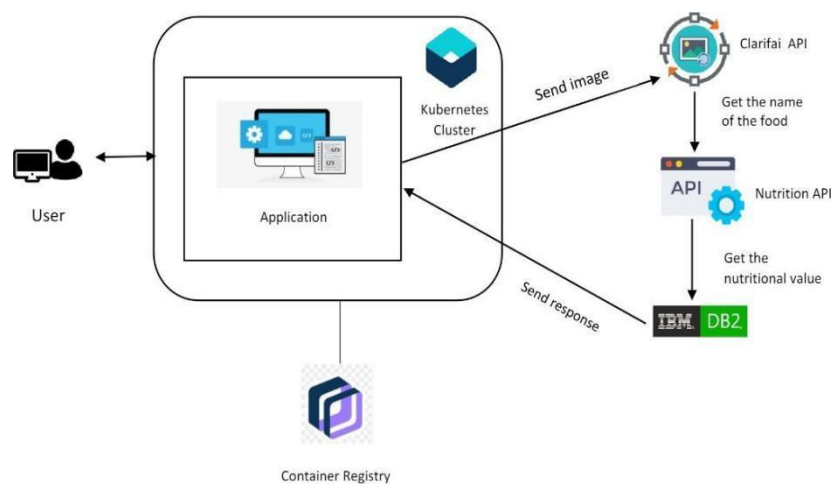 Clarifai API
Send image
Kubernetes
Cluster
Get the name
of the food
API
Nutrition API
User
Application
Get the
nutritional value
Send response
IBM DB2
Container Registry